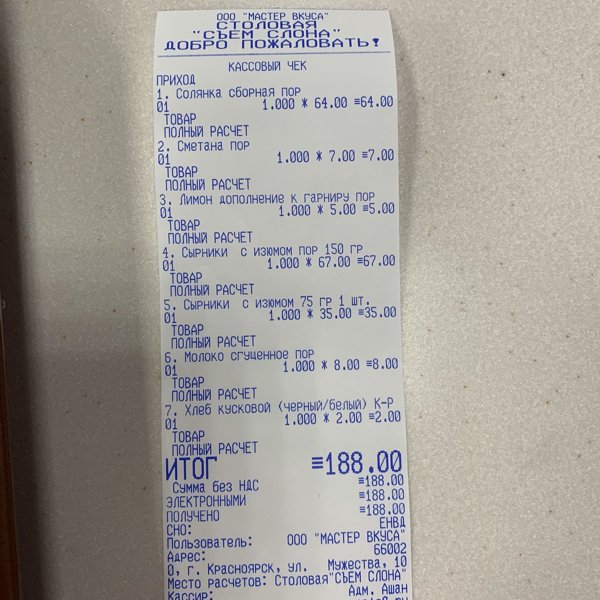 ООО "МАСТЕР ВКУСА"
СТОЛОВАЯ
"СЪЕМ СЛОНА"
ДОБРО ПОЖАЛОВАТЬ!
КАССОВЫЙ ЧЕК
ПРИХОД
1. Солянка сборная пор
01 1.000 * 64.00 =64.00
ТОВАР
ПОЛНЫЙ РАСЧЕТ
2. Сметана пор
01 1.000 * 7.00 =7.00
ТОВАР
ПОЛНЫЙ РАСЧЕТ
3. Лимон дополнение к гарниру пор
01 1.000 * 5.00 =5.00
ТОВАР
ПОЛНЫЙ РАСЧЕТ
4. Сырники с изюмом пор 150 гр
01 1.000 * 67.00 =67.00
ТОВАР
ПОЛНЫЙ РАСЧЕТ
5. Сырники с изюмом 75 гр 1 шт.
01 1.000 * 35.00 =35.00
ТОВАР
ПОЛНЫЙ РАСЧЕТ
6. Молоко сгущенное пор
01 1.000 * 8.00 =8.00
ТОВАР
ПОЛНЫЙ РАСЧЕТ
7. Хлеб кусковой (черный/белый) К-Р
01 1.000 * 2.00 =2.00
ТОВАР
ПОЛНЫЙ РАСЧЕТ
ИТОГ =188.00
Сумма без НДС =188.00
ЭЛЕКТРОННЫМИ =188.00
ПОЛУЧЕНО =188.00
СНО: ЕНВД
Пользователь: ООО "МАСТЕР ВКУСА"
Адрес: 66002
0, г. Красноярск, ул. Мужества, 10
Место расчетов: Столовая"СЪЕМ СЛОНА"
Кассир: Адм. Ашан